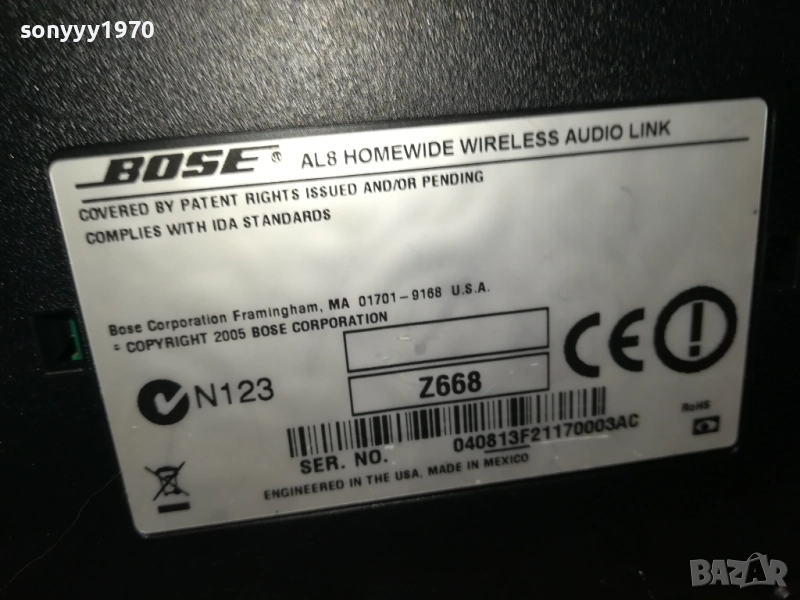 sonyyy1970
BOSE ® AL8 HOMEWIDE WIRELESS AUDIO LINK
COVERED BY PATENT RIGHTS ISSUED AND/OR PENDING
COMPLIES WITH IDA STANDARDS
Bose Corporation Framingham, MA 01701-9168 U.S.A.
© COPYRIGHT 2005 BOSE CORPORATION
N123
Z668
CE
RoHS
SER. NO. 040813F21170003AC
ENGINEERED IN THE USA, MADE IN MEXICO
BAZAR